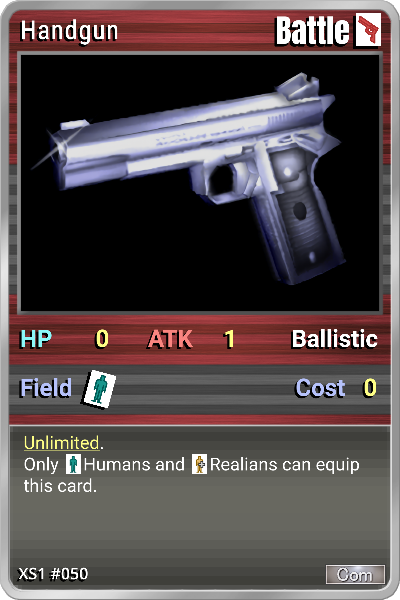 Handgun Battle
HP 0 ATK 1 Ballistic
Field Cost 0
Unlimited.
Only Humans and Realians can equip
this card.
XS1 #050 Com